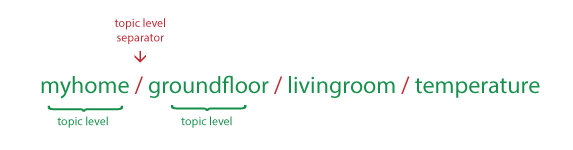 topic level
separator
myhome / groundfloor / livingroom / temperature
topic level topic level